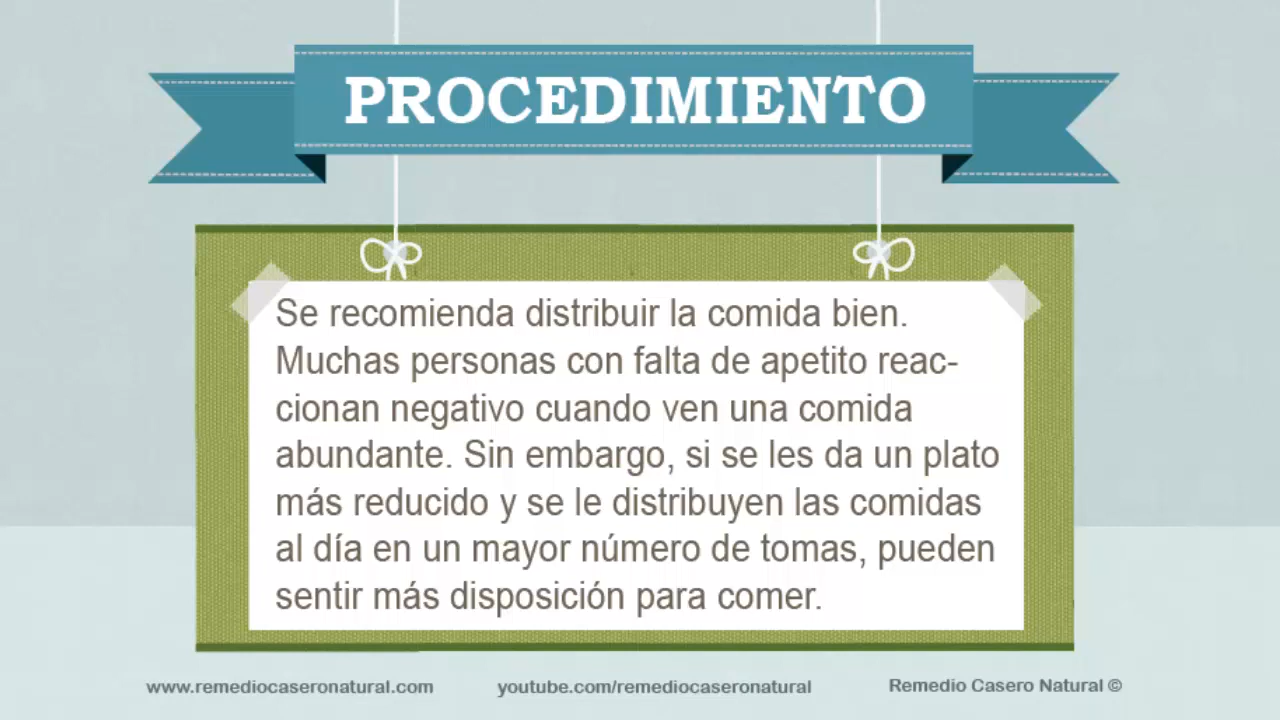 PROCEDIMIENTO
Se recomienda distribuir la comida bien.
Muchas personas con falta de apetito reac-
cionan negativo cuando ven una comida
abundante. Sin embargo, si se les da un plato
más reducido y se le distribuyen las comidas
al día en un mayor número de tomas, pueden
sentir más disposición para comer.
www.remediocaseronatural.com youtube.com/remediocaseronatural Remedio Casero Natural ©